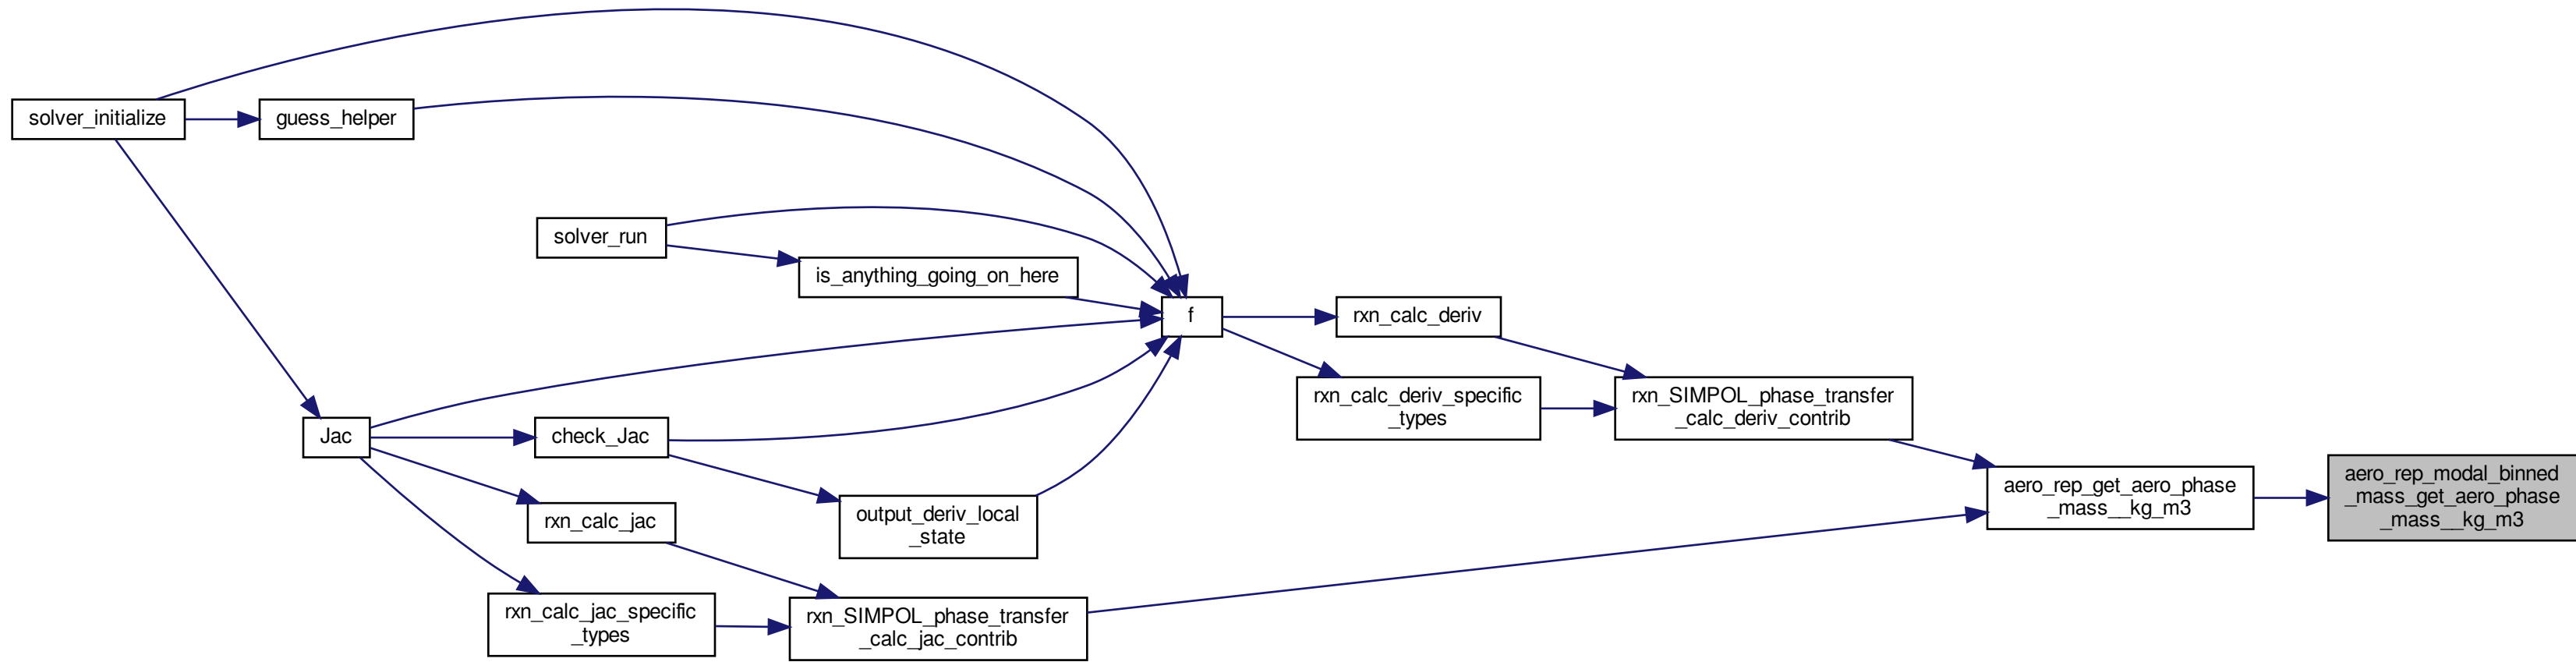 solver_initialize
guess_helper
solver_run
is_anything_going_on_here
f
rxn_calc_deriv
rxn_calc_deriv_specific
_types
rxn_SIMPOL_phase_transfer
_calc_deriv_contrib
Jac
check_Jac
aero_rep_get_aero_phase
_mass__kg_m3
aero_rep_modal_binned
_mass_get_aero_phase
_mass__kg_m3
rxn_calc_jac
output_deriv_local
_state
rxn_calc_jac_specific
_types
rxn_SIMPOL_phase_transfer
_calc_jac_contrib